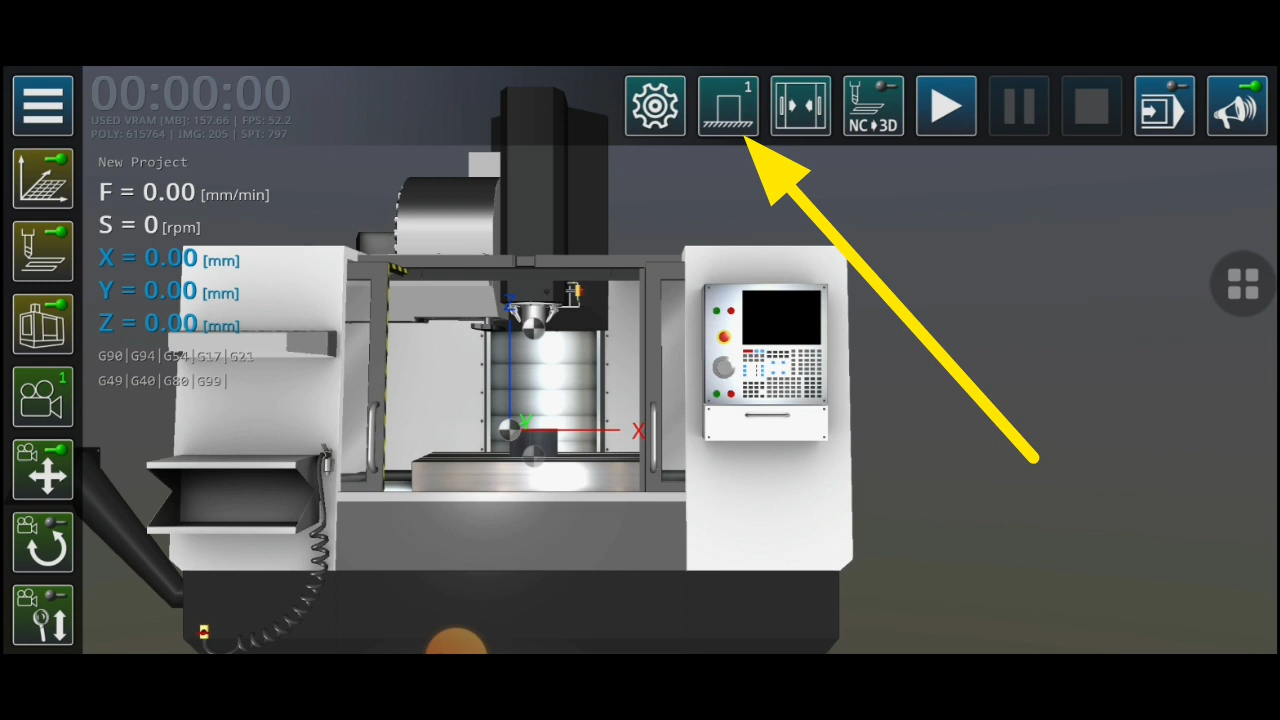 00:00:00
USED VRAM [MB]: 157.66 | FPS: 52.2
POLY: 615764 | IMG: 205 | SPT: 797
1
NC 3D
New Project
F = 0.00 [mm/min]
S = 0 [rpm]
X = 0.00 [mm]
Y = 0.00 [mm]
Z = 0.00 [mm]
G90|G94|G54|G17|G21
G49|G40|G80|G99|
1
Z
Y
X